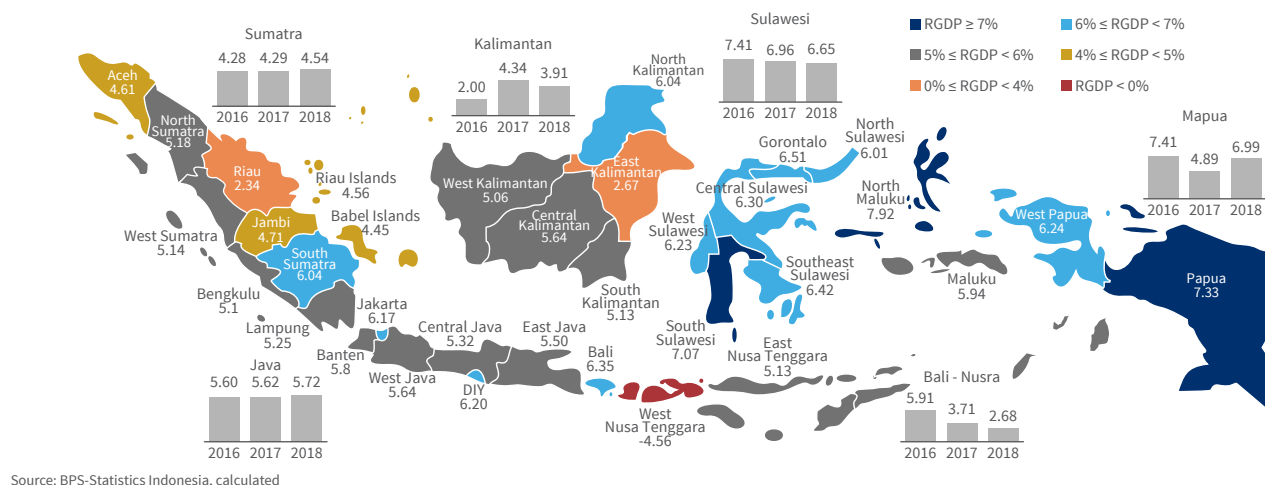 RGDP ≥ 7%
6% ≤ RGDP < 7%
5% ≤ RGDP < 6%
4% ≤ RGDP < 5%
0% ≤ RGDP < 4%
RGDP < 0%
Sumatra
4.28 4.29 4.54
2016 2017 2018
Kalimantan
2.00 4.34 3.91
2016 2017 2018
Sulawesi
7.41 6.96 6.65
2016 2017 2018
Mapua
7.41 4.89 6.99
2016 2017 2018
Java
5.60 5.62 5.72
2016 2017 2018
Bali - Nusra
5.91 3.71 2.68
2016 2017 2018
Aceh
4.61
North
Sumatra
5.18
Riau
2.34
Riau Islands
4.56
Jambi
4.71
Babel Islands
4.45
West Sumatra
5.14
South
Sumatra
6.04
Bengkulu
5.1
Lampung
5.25
Jakarta
6.17
Banten
5.8
West Java
5.64
Central Java
5.32
DIY
6.20
East Java
5.50
Bali
6.35
West
Nusa Tenggara
-4.56
East
Nusa Tenggara
5.13
West Kalimantan
5.06
Central
Kalimantan
5.64
South
Kalimantan
5.13
East
Kalimantan
2.67
North
Kalimantan
6.04
Gorontalo
6.51
North
Sulawesi
6.01
Central Sulawesi
6.30
West
Sulawesi
6.23
Southeast
Sulawesi
6.42
South
Sulawesi
7.07
North
Maluku
7.92
Maluku
5.94
West Papua
6.24
Papua
7.33
Source: BPS-Statistics Indonesia, calculated